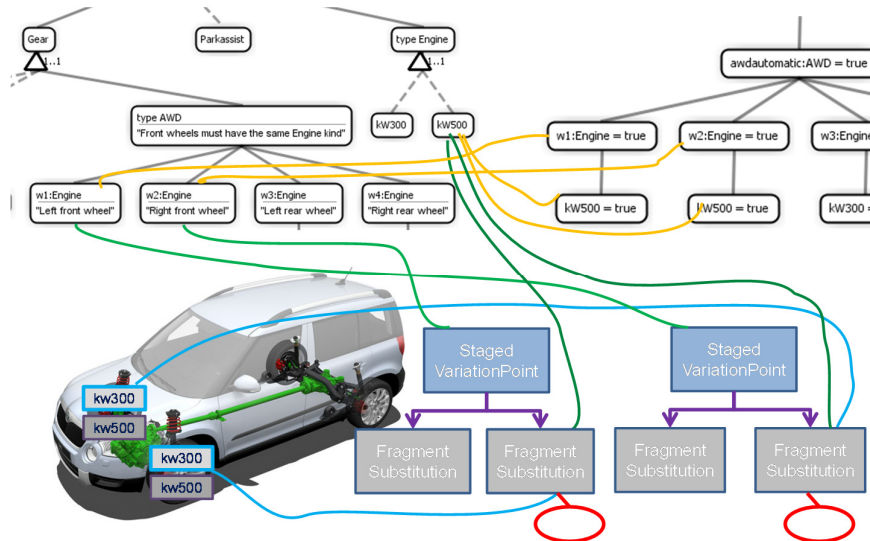 Gear
1..1
Parkassist
type Engine
1..1
awdautomatic:AWD = true
type AWD
"Front wheels must have the same Engine kind"
kW300
kW500
w1:Engine = true
w2:Engine = true
w3:Engine
w1:Engine
"Left front wheel"
w2:Engine
"Right front wheel"
w3:Engine
"Left rear wheel"
w4:Engine
"Right rear wheel"
kW500 = true
kW500 = true
kW300 =
Staged
VariationPoint
Staged
VariationPoint
kw300
kw500
kw300
kw500
Fragment
Substitution
Fragment
Substitution
Fragment
Substitution
Fragment
Substitution